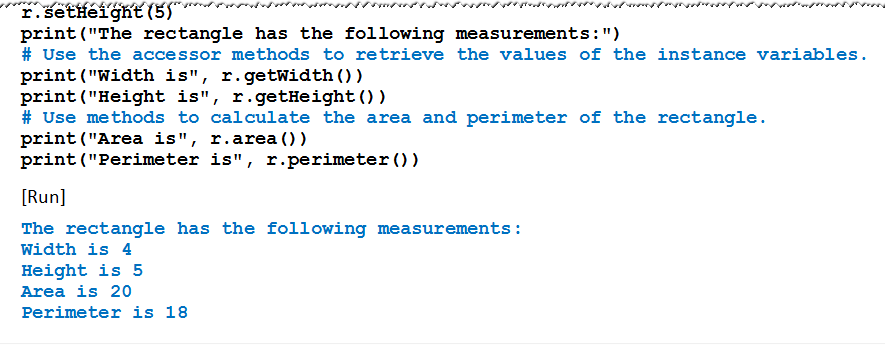 r.setHeight(5)
print("The rectangle has the following measurements:")
# Use the accessor methods to retrieve the values of the instance variables.
print("Width is", r.getWidth())
print("Height is", r.getHeight())
# Use methods to calculate the area and perimeter of the rectangle.
print("Area is", r.area())
print("Perimeter is", r.perimeter())
[Run]
The rectangle has the following measurements:
Width is 4
Height is 5
Area is 20
Perimeter is 18